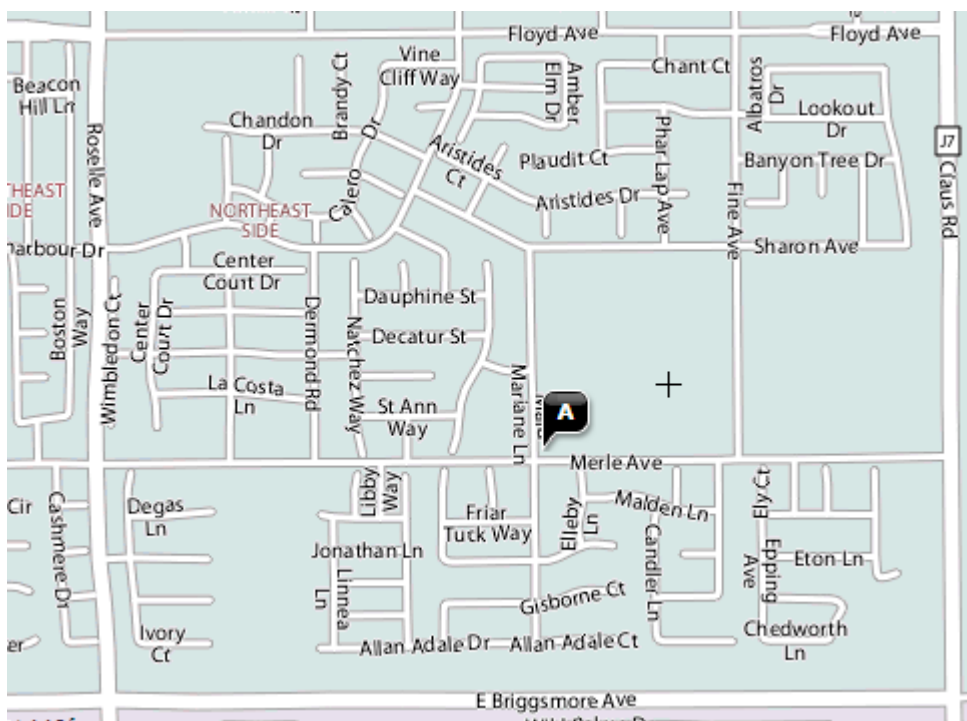 Floyd Ave
Floyd Ave
Vine
Cliff Way
Chant Ct
Beacon
Hill Ln
Brandy Ct
Amber
Elm Dr
Albatros
Dr
Lookout
Dr
Chandon
Dr
Roselle Ave
Aristides
Ct
Plaudit Ct
Phar Lap Ave
Banyon Tree Dr
J7
Claus Rd
Calero Dr
Aristides Dr
Fine Ave
NORTHEAST
SIDE
Sharon Ave
Center
Court Dr
Dauphine St
Decatur St
Boston
Way
Wimbledon Ct
Center
Court Dr
Dermond Rd
Natchez Way
Mariane Ln
La Costa
Ln
St Ann
Way
A
Merle Ave
Cir
Cashmere Dr
Degas
Ln
Libby
Way
Friar
Tuck Way
Elleby
Ln
Malden Ln
Ely Ct
Jonathan Ln
Linnea
Ln
Candler Ln
Epping
Ave
Eton Ln
Gisborne Ct
Ivory
Ct
Allan Adale Dr
Allan Adale Ct
Chedworth
Ln
E Briggsmore Ave